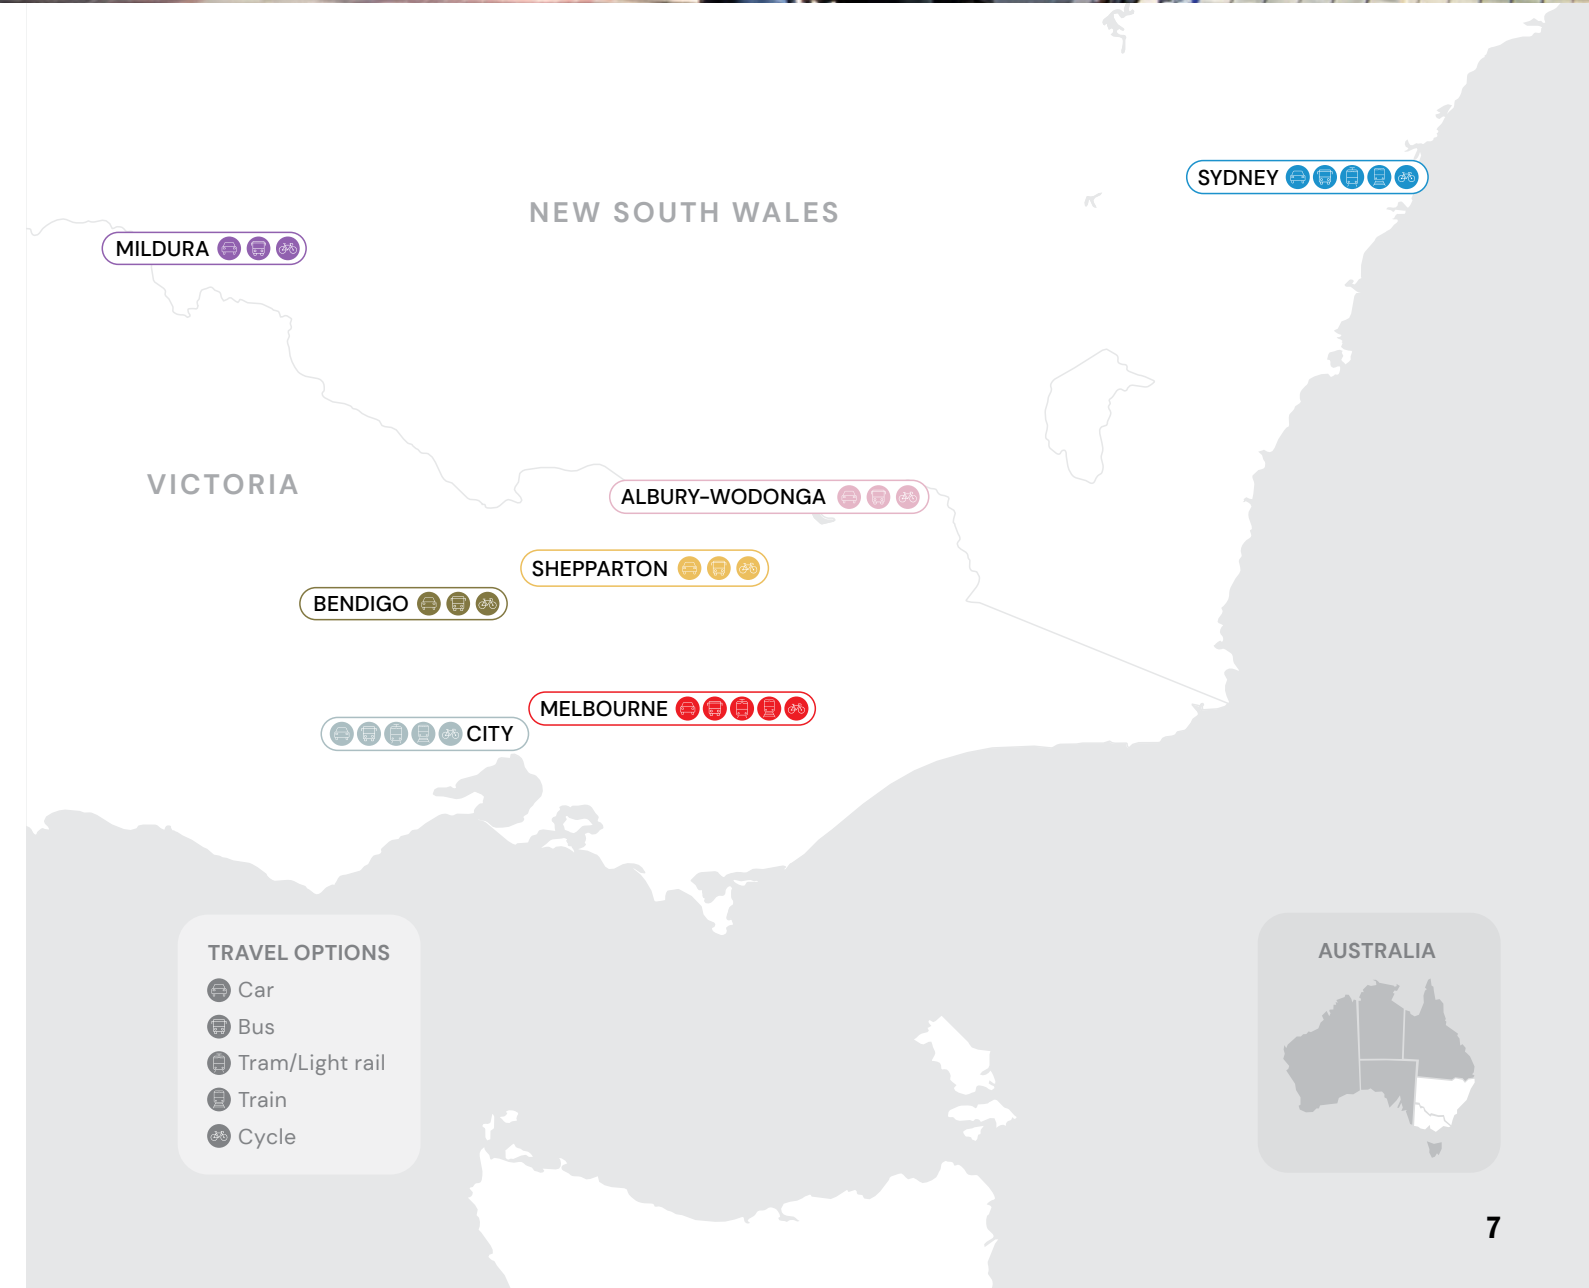 SYDNEY
NEW SOUTH WALES
MILDURA
VICTORIA
ALBURY-WODONGA
SHEPPARTON
BENDIGO
MELBOURNE
CITY
TRAVEL OPTIONS
Car
Bus
Tram/Light rail
Train
Cycle
AUSTRALIA
7